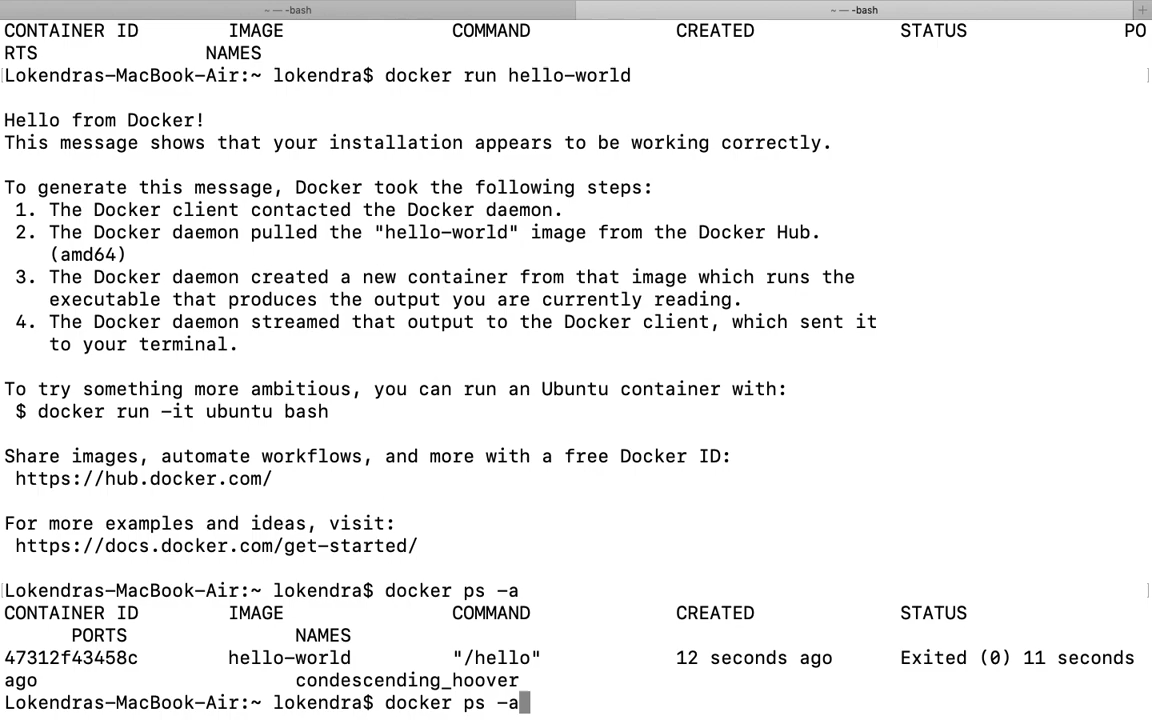 ~ — -bash
~ — -bash
CONTAINER ID        IMAGE               COMMAND             CREATED             STATUS              PO
RTS               NAMES
Lokendras-MacBook-Air:~ lokendra$ docker run hello-world
Hello from Docker!
This message shows that your installation appears to be working correctly.
To generate this message, Docker took the following steps:
 1. The Docker client contacted the Docker daemon.
 2. The Docker daemon pulled the "hello-world" image from the Docker Hub.
    (amd64)
 3. The Docker daemon created a new container from that image which runs the
    executable that produces the output you are currently reading.
 4. The Docker daemon streamed that output to the Docker client, which sent it
    to your terminal.
To try something more ambitious, you can run an Ubuntu container with:
 $ docker run -it ubuntu bash
Share images, automate workflows, and more with a free Docker ID:
 https://hub.docker.com/
For more examples and ideas, visit:
 https://docs.docker.com/get-started/
Lokendras-MacBook-Air:~ lokendra$ docker ps -a
CONTAINER ID        IMAGE               COMMAND             CREATED             STATUS
      PORTS               NAMES
47312f43458c        hello-world         "/hello"            12 seconds ago      Exited (0) 11 seconds
ago                       condescending_hoover
Lokendras-MacBook-Air:~ lokendra$ docker ps -a